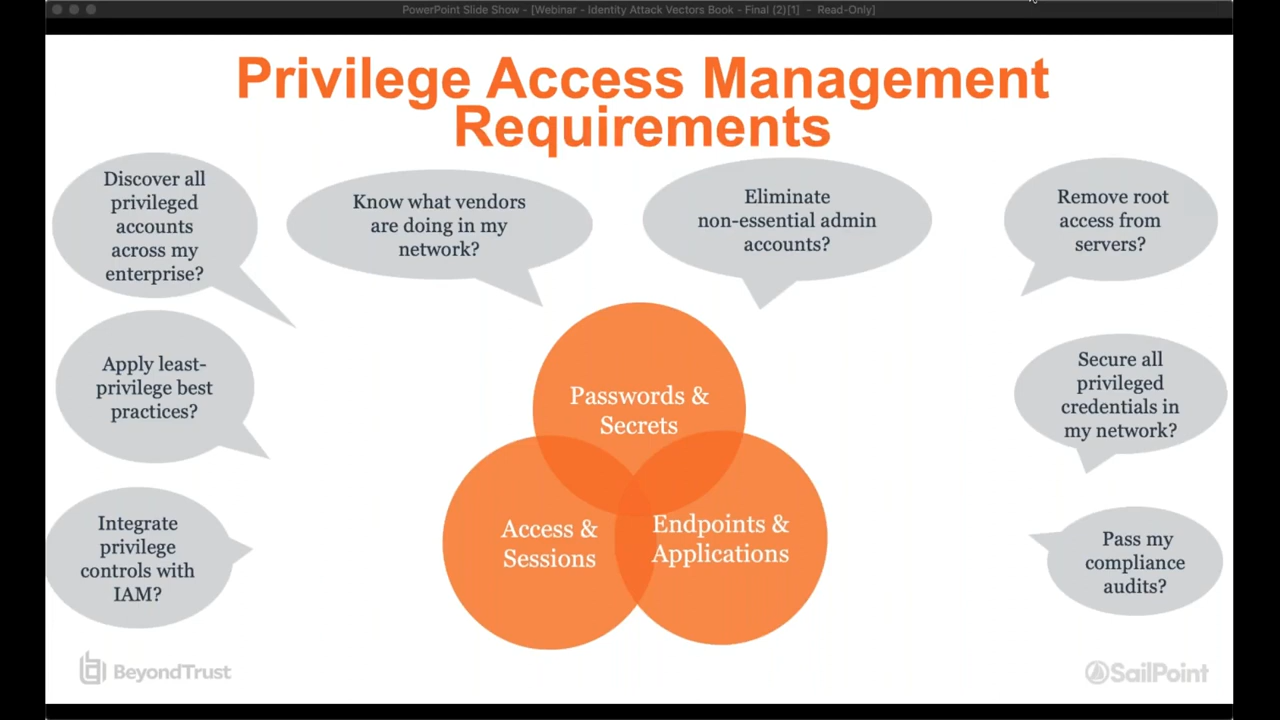 PowerPoint Slide Show - [Webinar - Identity Attack Vectors Book - Final (2)[1] - Read-Only]
Privilege Access Management
Requirements
Discover all
privileged
accounts
across my
enterprise?
Know what vendors
are doing in my
network?
Eliminate
non-essential admin
accounts?
Remove root
access from
servers?
Apply least-
privilege best
practices?
Secure all
privileged
credentials in
my network?
Integrate
privilege
controls with
IAM?
Pass my
compliance
audits?
Passwords &
Secrets
Access &
Sessions
Endpoints &
Applications
BeyondTrust
SailPoint